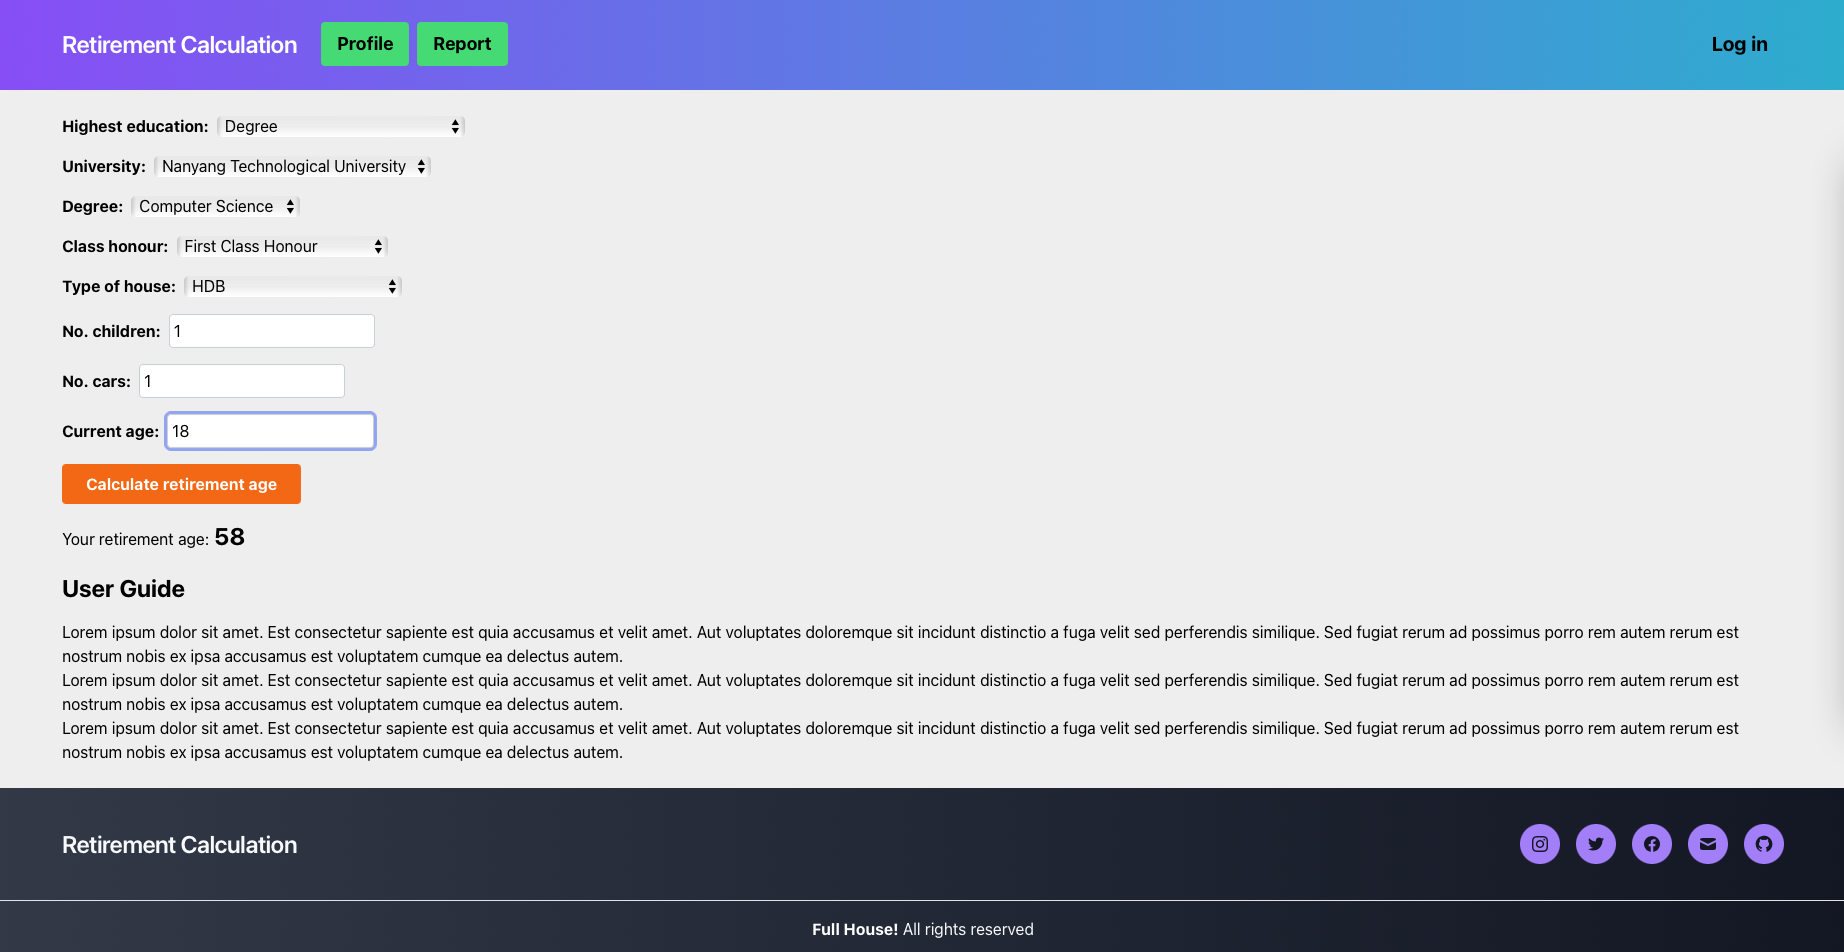 Retirement Calculation Profile Report Log in
Highest education: Degree
University: Nanyang Technological University
Degree: Computer Science
Class honour: First Class Honour
Type of house: HDB
No. children: 1
No. cars: 1
Current age: 18
Calculate retirement age
Your retirement age: 58
User Guide
Lorem ipsum dolor sit amet. Est consectetur sapiente est quia accusamus et velit amet. Aut voluptates doloremque sit incidunt distinctio a fuga velit sed perferendis similique. Sed fugiat rerum ad possimus porro rem autem rerum est
nostrum nobis ex ipsa accusamus est voluptatem cumque ea delectus autem.
Lorem ipsum dolor sit amet. Est consectetur sapiente est quia accusamus et velit amet. Aut voluptates doloremque sit incidunt distinctio a fuga velit sed perferendis similique. Sed fugiat rerum ad possimus porro rem autem rerum est
nostrum nobis ex ipsa accusamus est voluptatem cumque ea delectus autem.
Lorem ipsum dolor sit amet. Est consectetur sapiente est quia accusamus et velit amet. Aut voluptates doloremque sit incidunt distinctio a fuga velit sed perferendis similique. Sed fugiat rerum ad possimus porro rem autem rerum est
nostrum nobis ex ipsa accusamus est voluptatem cumque ea delectus autem.
Retirement Calculation
Full House! All rights reserved